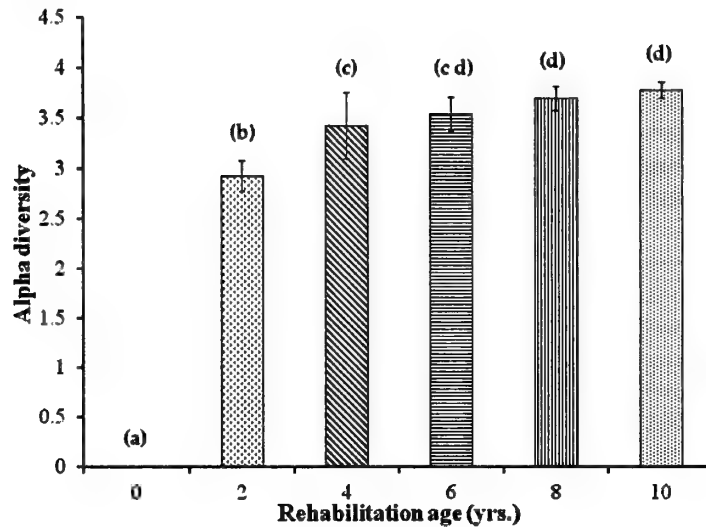 Alpha diversity
4.5
4
3.5
3
2.5
2
1.5
1
0.5
0
(a)
(b)
(c)
(c d)
(d)
(d)
0 2 4 6 8 10
Rehabilitation age (yrs.)